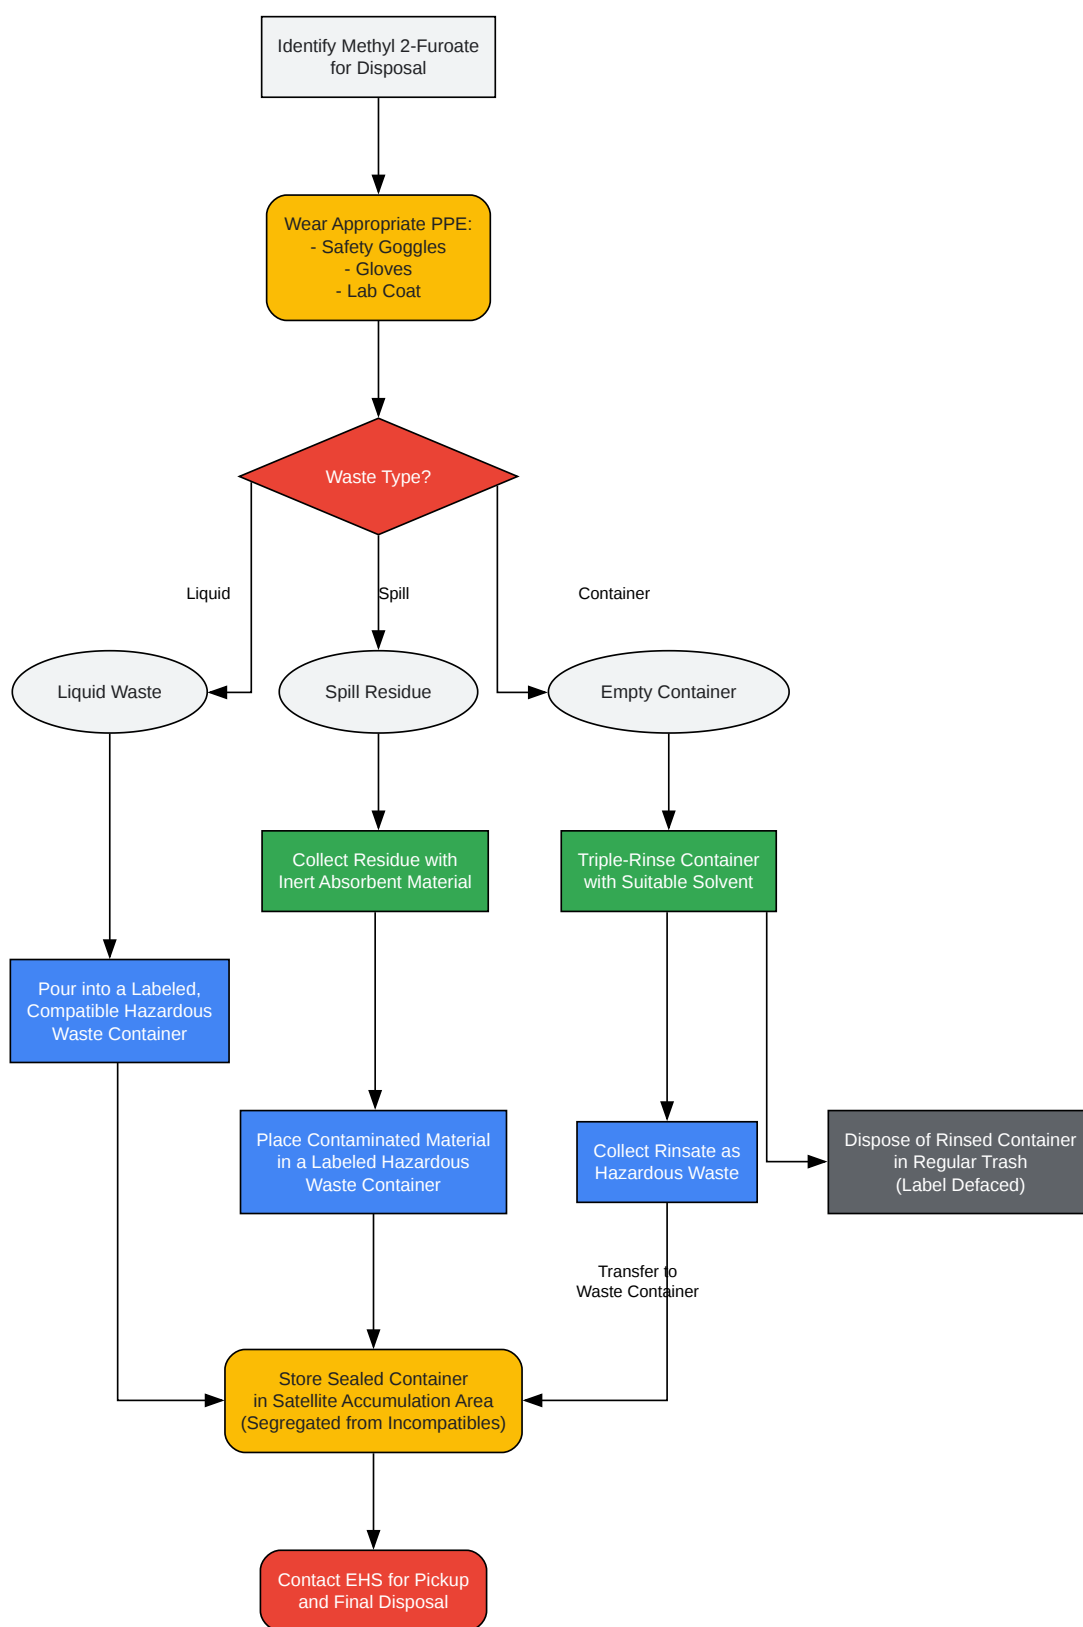 Identify Methyl 2-Furoate
for Disposal
Wear Appropriate PPE:
- Safety Goggles
- Gloves
- Lab Coat
Waste Type?
Liquid
Spill
Container
Liquid Waste
Spill Residue
Empty Container
Collect Residue with
Inert Absorbent Material
Triple-Rinse Container
with Suitable Solvent
Pour into a Labeled,
Compatible Hazardous
Waste Container
Place Contaminated Material
in a Labeled Hazardous
Waste Container
Collect Rinsate as
Hazardous Waste
Dispose of Rinsed Container
in Regular Trash
(Label Defaced)
Transfer to
Waste Container
Store Sealed Container
in Satellite Accumulation Area
(Segregated from Incompatibles)
Contact EHS for Pickup
and Final Disposal